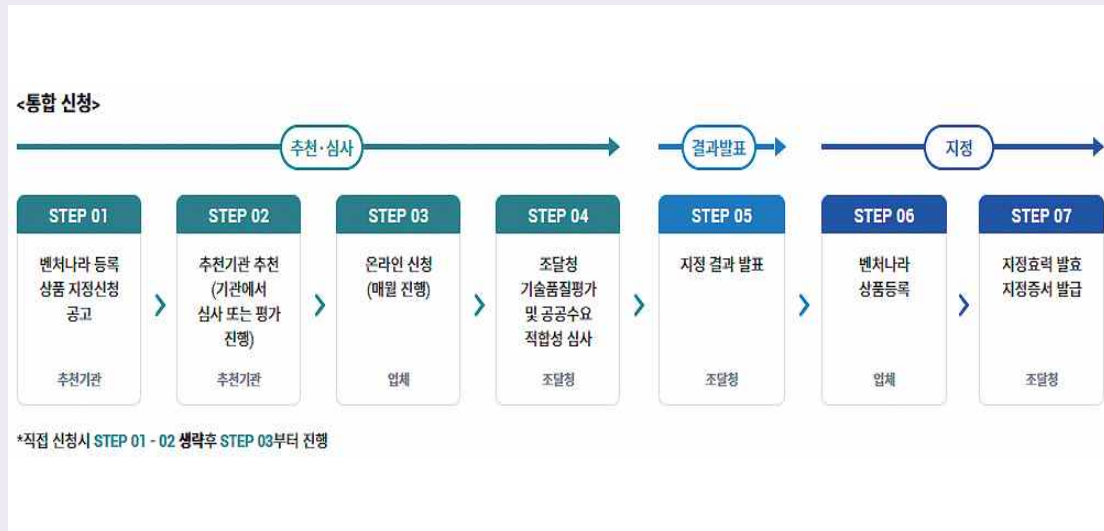 <통합 신청>
추천·심사
결과발표
지정
STEP 01
벤처나라 등록
상품 지정신청
공고
추천기관
STEP 02
추천기관 추천
(기관에서
심사 또는 평가
진행)
추천기관
STEP 03
온라인 신청
(매월 진행)
업체
STEP 04
조달청
기술품질평가
및 공공수요
적합성 심사
조달청
STEP 05
지정 결과 발표
조달청
STEP 06
벤처나라
상품등록
업체
STEP 07
지정효력 발효
지정증서 발급
조달청
*직접 신청시 STEP 01 - 02 생략후 STEP 03부터 진행